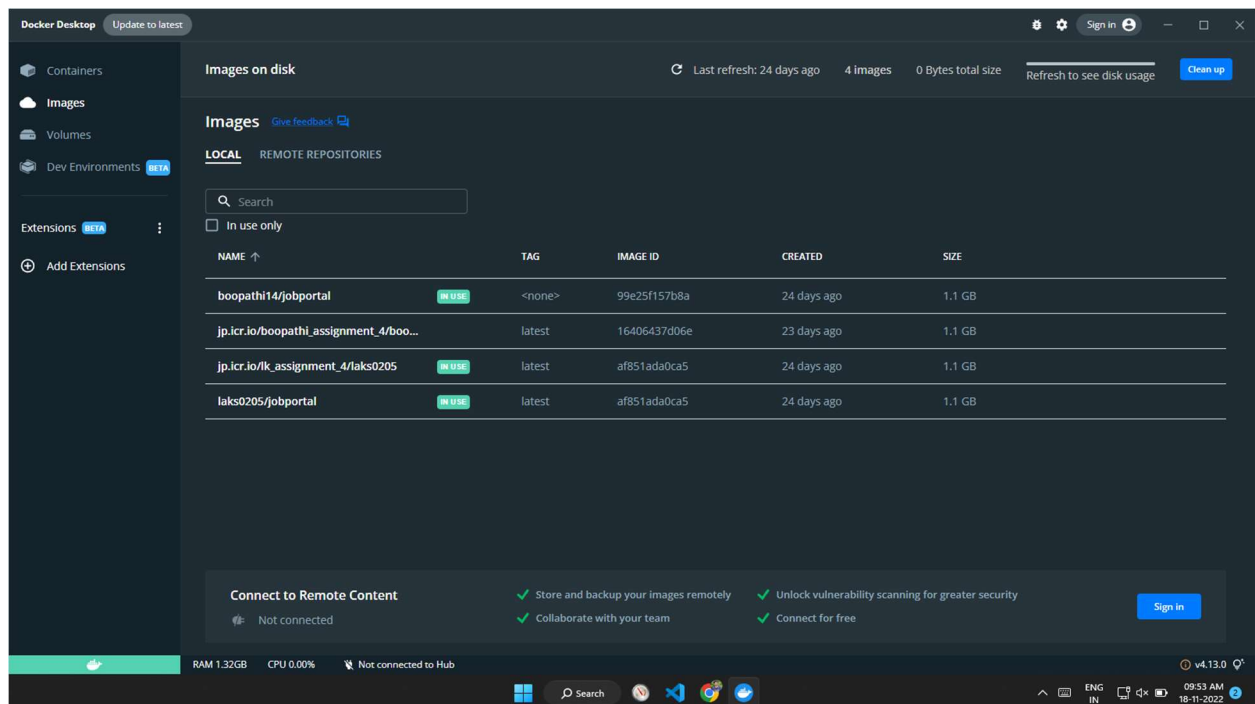 Docker Desktop Update to latest Sign in
Containers
Images
Volumes
Dev Environments BETA
Extensions BETA
Add Extensions
Images on disk Last refresh: 24 days ago 4 images 0 Bytes total size Refresh to see disk usage Clean up
Images Give feedback
LOCAL REMOTE REPOSITORIES
Search
In use only
NAME TAG IMAGE ID CREATED SIZE
boopathi14/jobportal IN USE <none> 99e25f157b8a 24 days ago 1.1 GB
jp.icr.io/boopathi_assignment_4/boo... latest 16406437d06e 23 days ago 1.1 GB
jp.icr.io/lk_assignment_4/laks0205 IN USE latest af851ada0ca5 24 days ago 1.1 GB
laks0205/jobportal IN USE latest af851ada0ca5 24 days ago 1.1 GB
Connect to Remote Content
Not connected
Store and backup your images remotely Unlock vulnerability scanning for greater security
Collaborate with your team Connect for free
Sign in
RAM 1.32GB CPU 0.00% Not connected to Hub v4.13.0
Search
ENG
IN
09:53 AM
18-11-2022
2